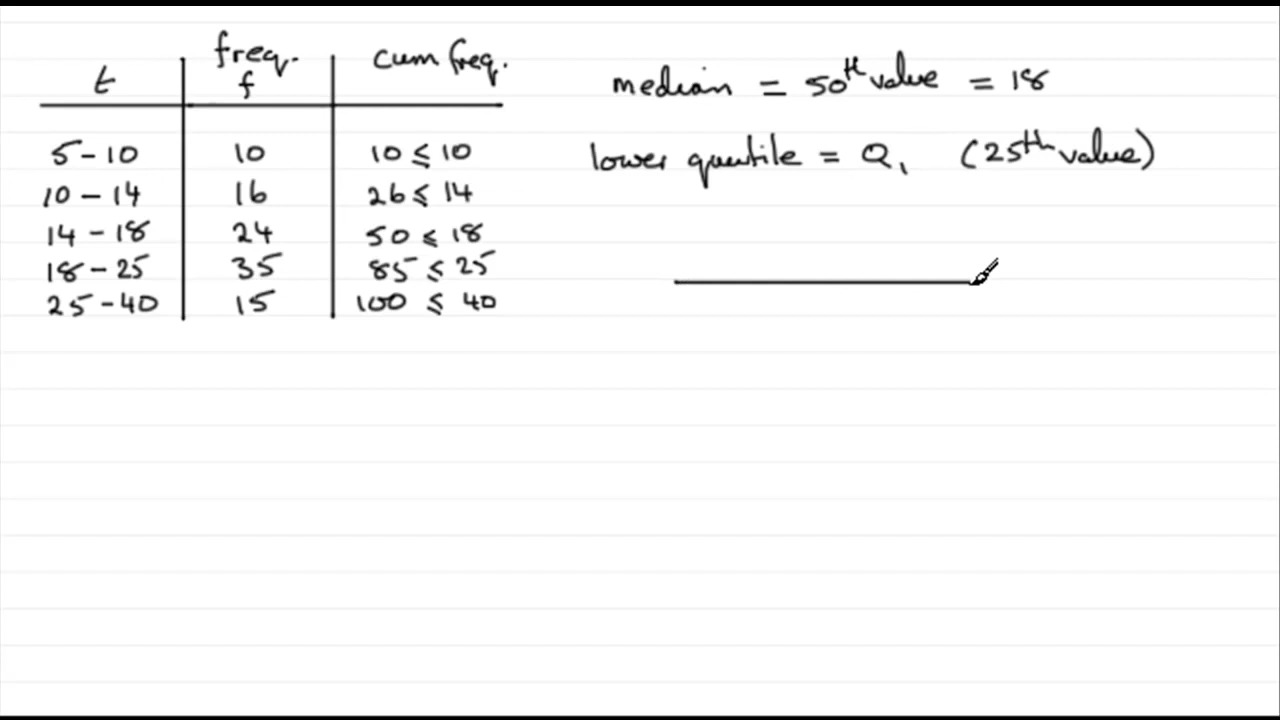 t freq. f cum freq.
5-10 10 10 ≤ 10
10-14 16 26 ≤ 14
14-18 24 50 ≤ 18
18-25 35 85 ≤ 25
25-40 15 100 ≤ 40
median = 50th value = 18
lower quartile = Q1 (25th value)